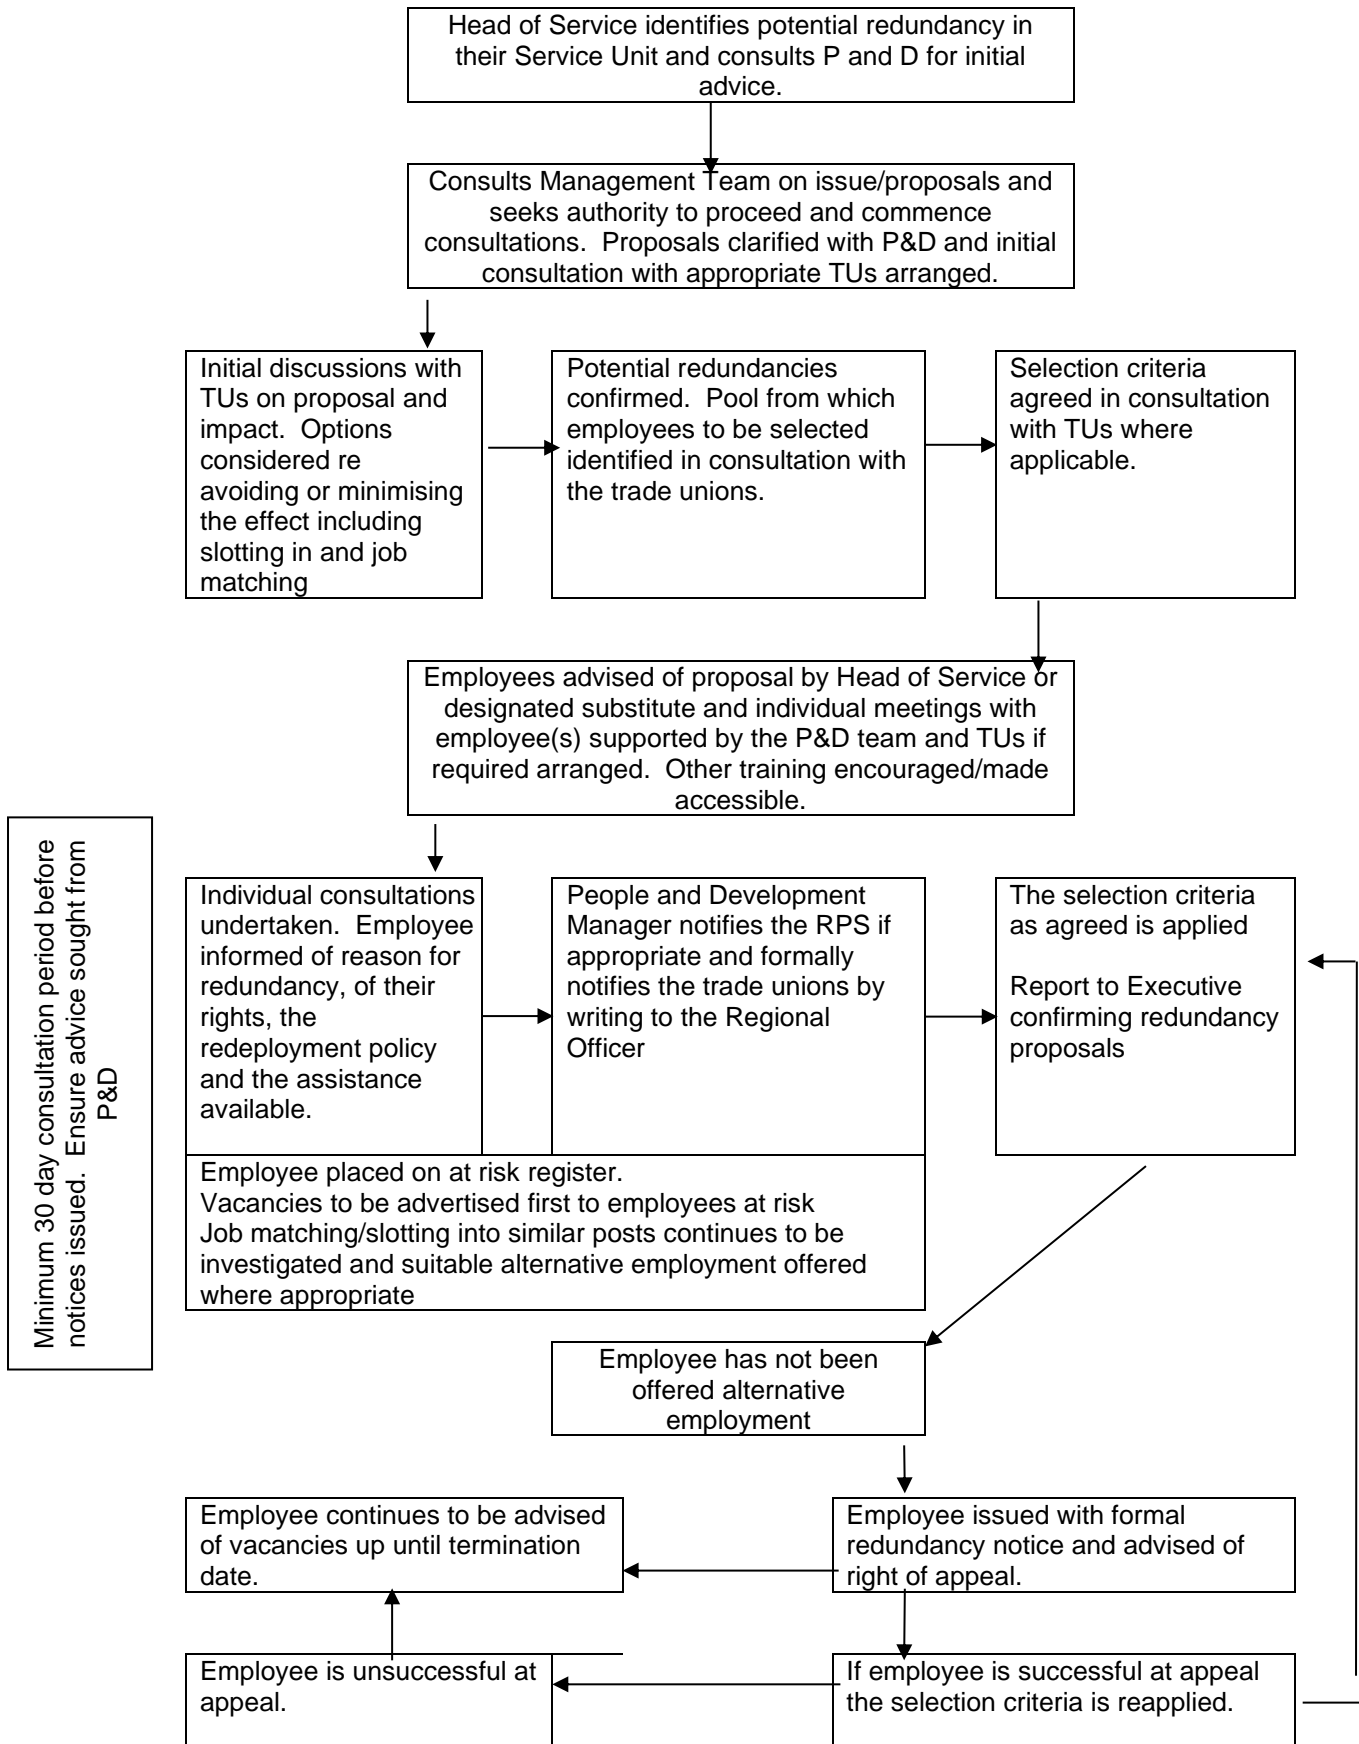 Head of Service identifies potential redundancy in
their Service Unit and consults P and D for initial
advice.
Consults Management Team on issue/proposals and
seeks authority to proceed and commence
consultations.  Proposals clarified with P&D and initial
consultation with appropriate TUs arranged.
Initial discussions with
TUs on proposal and
impact.  Options
considered re
avoiding or minimising
the effect including
slotting in and job
matching
Potential redundancies
confirmed.  Pool from which
employees to be selected
identified in consultation with
the trade unions.
Selection criteria
agreed in consultation
with TUs where
applicable.
Employees advised of proposal by Head of Service or
designated substitute and individual meetings with
employee(s) supported by the P&D team and TUs if
required arranged.  Other training encouraged/made
accessible.
Minimum 30 day consultation period before
notices issued.  Ensure advice sought from
P&D
Individual consultations
undertaken.  Employee
informed of reason for
redundancy, of their
rights, the
redeployment policy
and the assistance
available.
People and Development
Manager notifies the RPS if
appropriate and formally
notifies the trade unions by
writing to the Regional
Officer
The selection criteria
as agreed is applied
Report to Executive
confirming redundancy
proposals
Employee placed on at risk register.
Vacancies to be advertised first to employees at risk
Job matching/slotting into similar posts continues to be
investigated and suitable alternative employment offered
where appropriate
Employee has not been
offered alternative
employment
Employee continues to be advised
of vacancies up until termination
date.
Employee issued with formal
redundancy notice and advised of
right of appeal.
Employee is unsuccessful at
appeal.
If employee is successful at appeal
the selection criteria is reapplied.